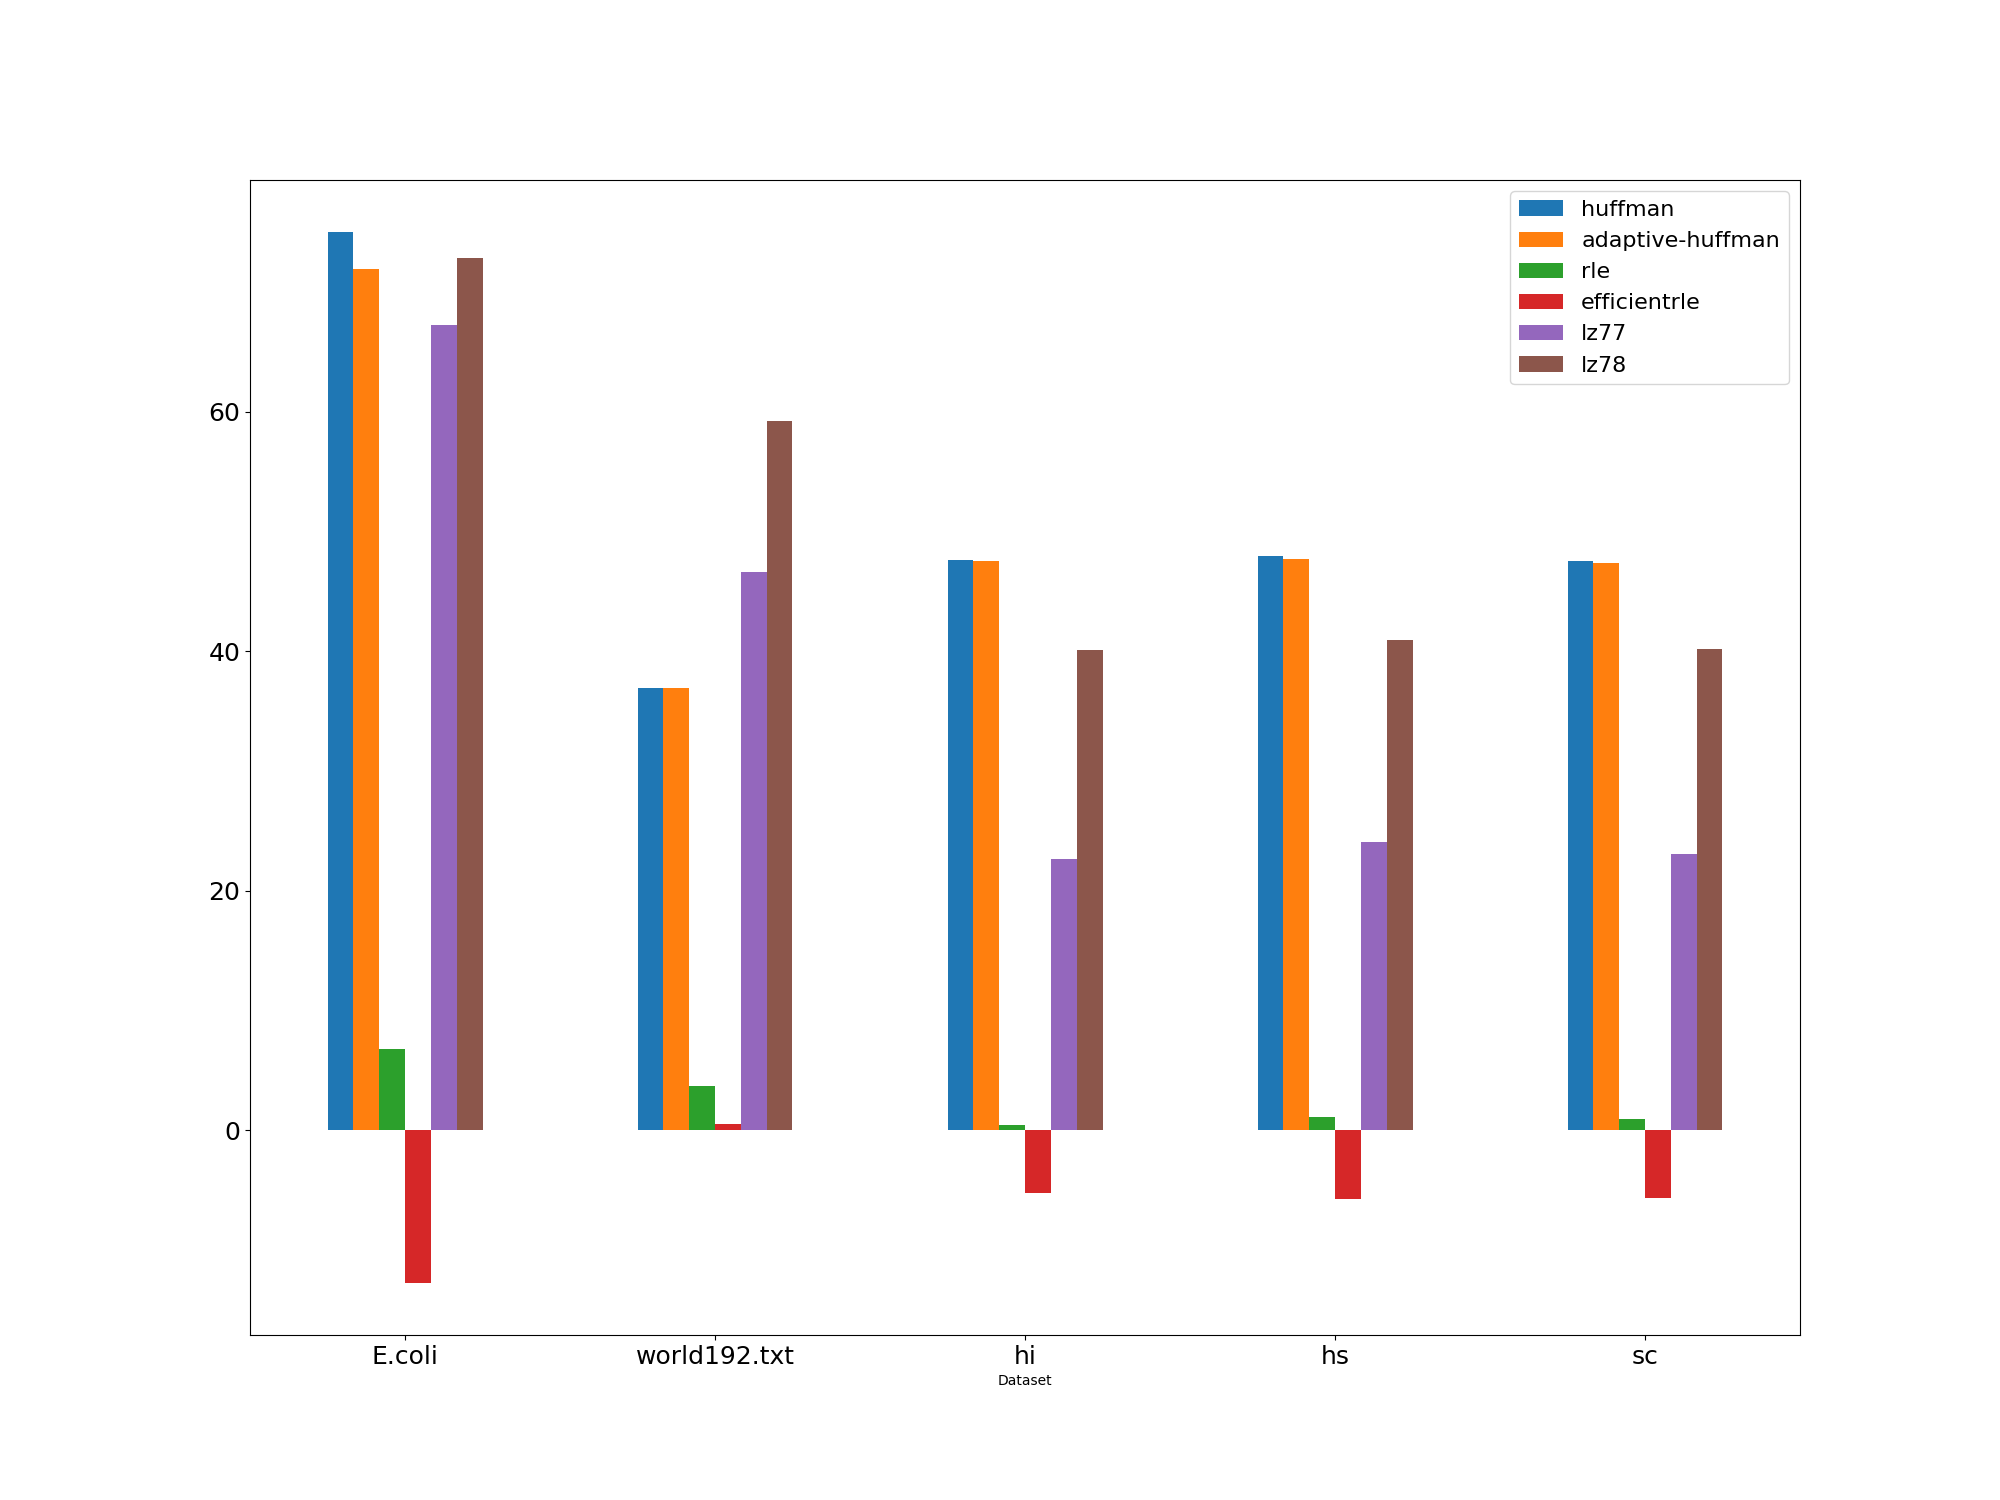 huffman
adaptive-huffman
rle
efficientrle
lz77
lz78
60
40
20
0
E.coli world192.txt hi hs sc
Dataset